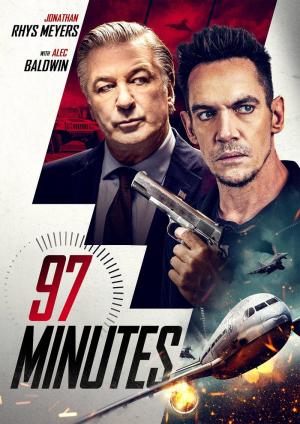 JONATHAN
RHYS MEYERS
WITH ALEC
BALDWIN
97
MINUTES